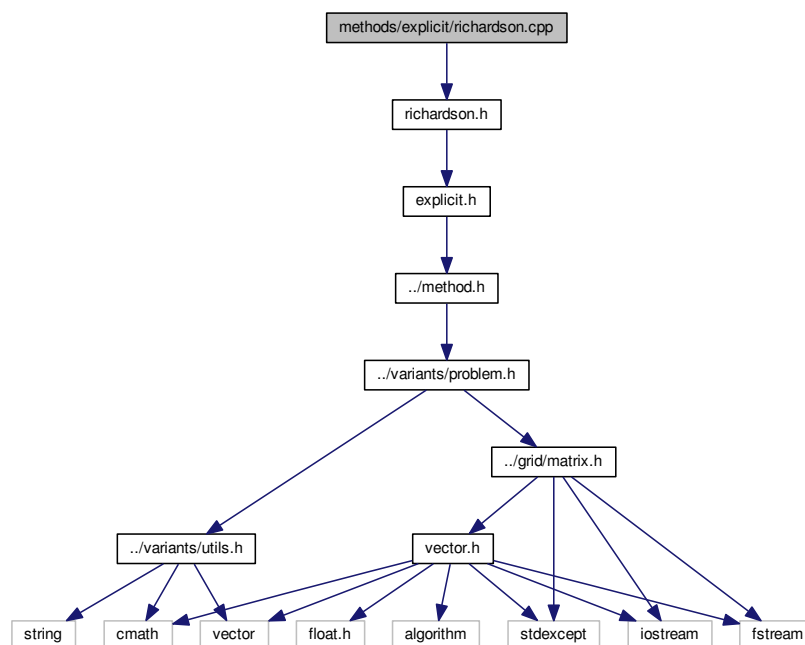 methods/explicit/richardson.cpp
richardson.h
explicit.h
../method.h
../variants/problem.h
../grid/matrix.h
../variants/utils.h
vector.h
string
cmath
vector
float.h
algorithm
stdexcept
iostream
fstream